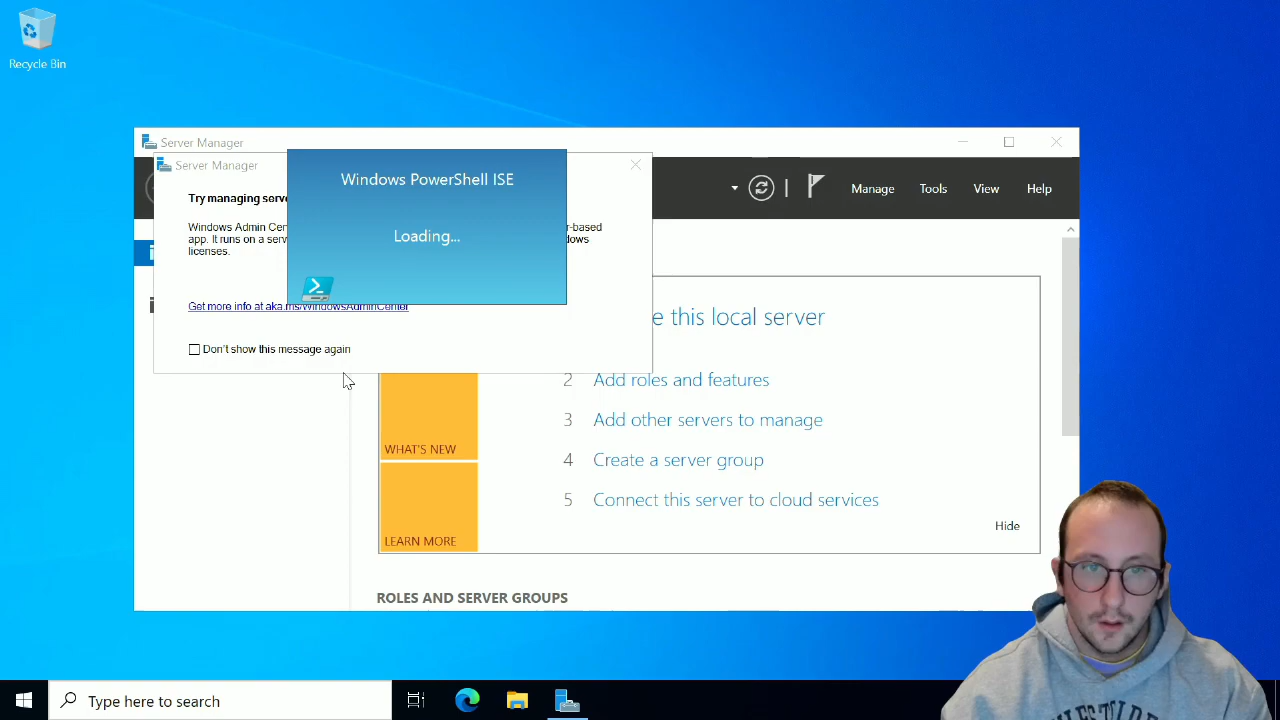 Recycle Bin
Server Manager
Server Manager
Windows PowerShell ISE
Loading...
Try managing serve
Windows Admin Cen
r-based
app. It runs on a serv
dows
licenses.
Get more info at aka.ms/WindowsAdminCenter
Don't show this message again
Manage
Tools
View
Help
e this local server
2 Add roles and features
3 Add other servers to manage
4 Create a server group
5 Connect this server to cloud services
WHAT'S NEW
LEARN MORE
Hide
ROLES AND SERVER GROUPS
Type here to search